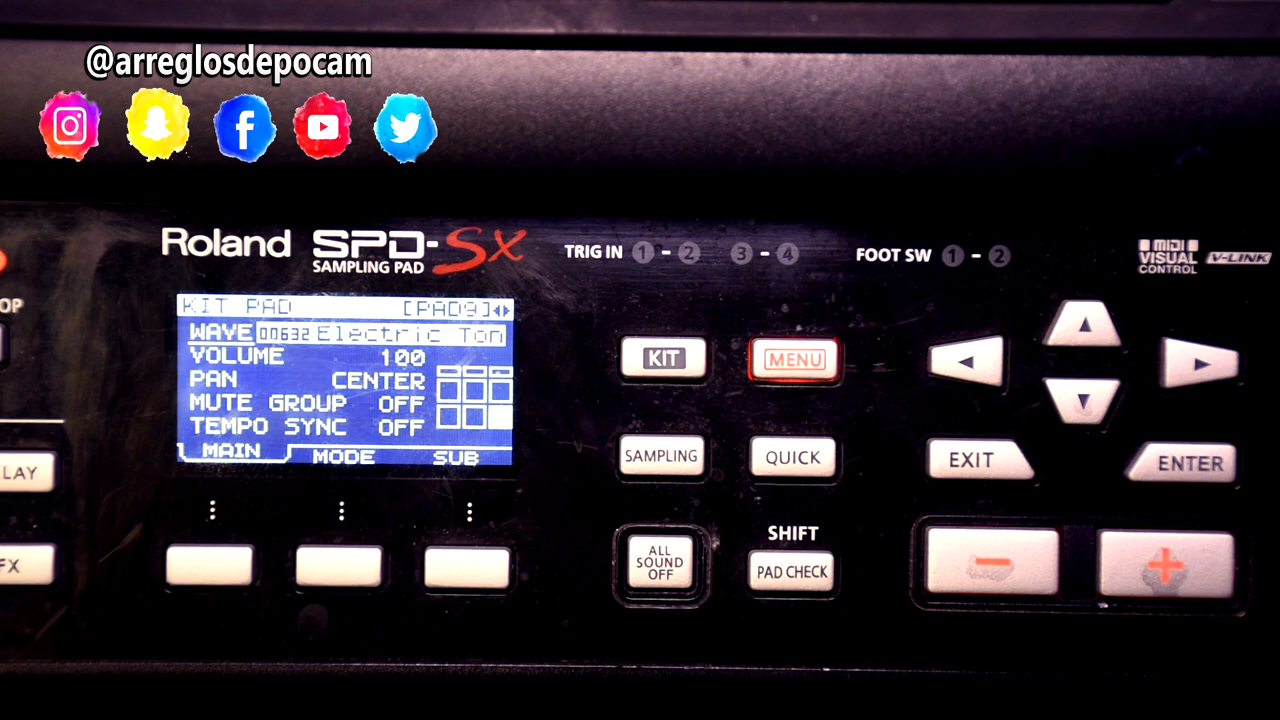 @arreglosdepocam
Roland SPD-SX
SAMPLING PAD
TRIG IN 1 - 2 3 - 4
FOOT SW 1 - 2
MIDI
VISUAL
CONTROL
V-LINK
KIT PAD [PAD9]
WAVE 00632 Electric Ton
VOLUME 100
PAN CENTER
MUTE GROUP OFF
TEMPO SYNC OFF
MAIN MODE SUB
KIT
MENU
SAMPLING
QUICK
EXIT
ENTER
ALL
SOUND
OFF
SHIFT
PAD CHECK
- +
OP
LAY
FX